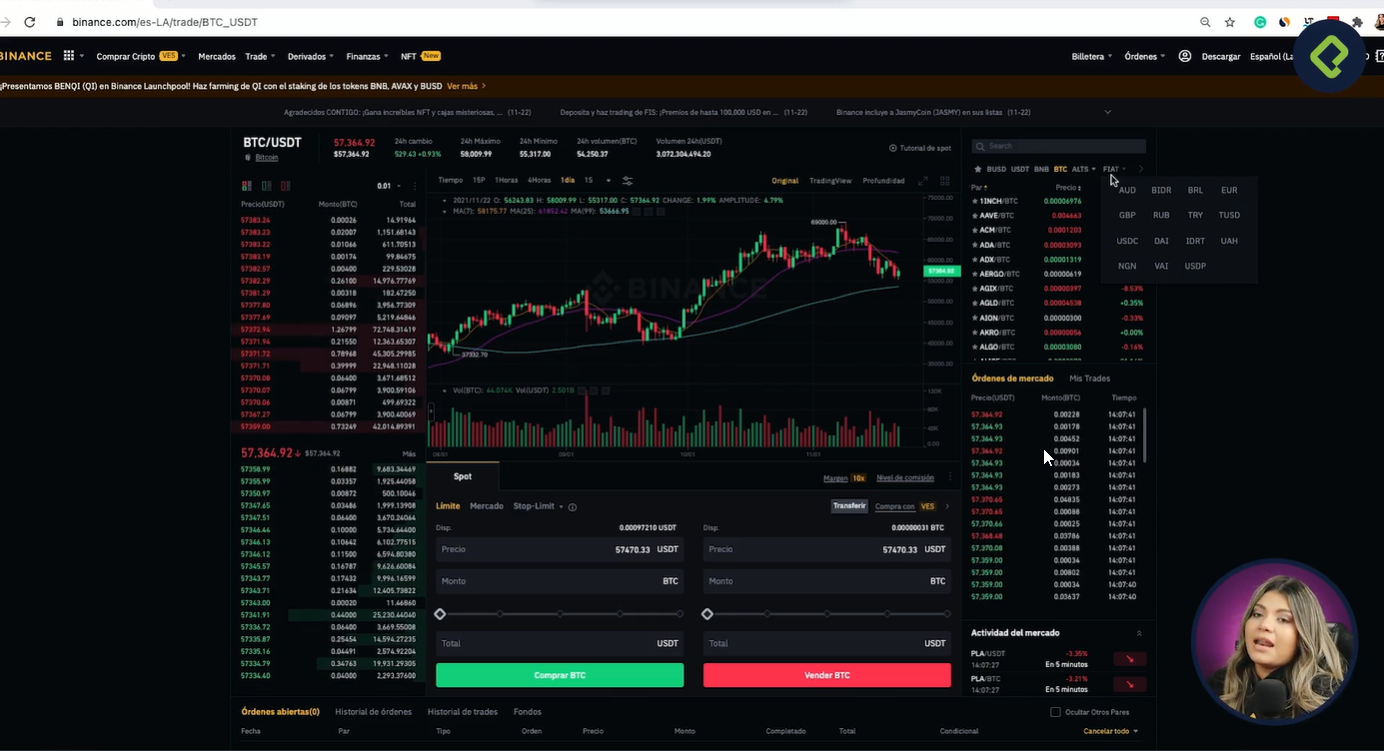 binance.com/es-LA/trade/BTC_USDT
BINANCE Comprar Cripto VES Mercados Trade Derivados Finanzas NFT New Billetera Órdenes Descargar Español (La
¡Presentamos BENQI (QI) en Binance Launchpool! Haz farming de QI con el staking de los tokens BNB, AVAX y BUSD Ver más
Agradecidos CONTIGO: ¡Gana increíbles NFT y cajas misteriosas, ... (11-22) Deposita y haz trading de FIS: ¡Premios de hasta 100,000 USD en ... (11-22) Binance incluye a JasmyCoin (JASMY) en sus listas (11-22)
BTC/USDT
Bitcoin
57,364.92
$57,364.92
24h cambio
529.43 +0.93%
24h Máximo
58,009.99
24h Mínimo
55,317.00
24h volumen(BTC)
54,250.37
Volumen 24h(USDT)
3,072,304,494.20
Tutorial de spot
0.01
Precio(USDT) Monto(BTC) Total
57383.24 0.00026 14.91964
57383.23 0.02007 1,151.68143
57383.22 0.01066 611.70513
57383.19 0.00174 99.84675
57382.57 0.00400 229.53028
57382.29 0.26100 14,976.77769
57381.29 0.00318 182.47250
57377.80 0.06896 3,956.77309
57377.69 0.09097 5,219.64846
57372.94 1.26799 72,748.31419
57371.94 0.21550 12,363.65307
57371.72 0.78968 45,305.29985
57371.71 0.39999 22,948.11028
57370.08 0.06400 3,671.68512
57370.07 0.06799 3,900.59106
57370.06 0.00871 499.69322
57367.27 0.06799 3,900.40069
57359.00 0.73249 42,014.89391
57,364.92 $57,364.92 Más
57358.99 0.16882 9,683.34469
57355.99 0.03357 1,925.44058
57350.97 0.00872 500.10046
57347.65 0.03486 1,999.13908
57347.51 0.06400 3,670.24064
57346.44 0.10000 5,734.64400
57346.13 0.10642 6,102.77515
57346.12 0.11500 6,594.80380
57345.57 0.16787 9,626.60084
57343.77 0.17432 9,996.16599
57343.71 0.21634 12,405.73822
57343.00 0.00020 11.46860
57341.91 0.44000 25,230.44040
57336.72 0.06400 3,669.55008
57335.87 0.25454 14,594.27235
57335.16 0.04491 2,574.92204
57334.79 0.34763 19,931.29305
57334.40 0.04000 2,293.37600
Tiempo 15P 1Horas 4Horas 1día 1S Original TradingView Profundidad
2021/11/22 O: 56243.83 H: 58009.99 L: 55317.00 C: 57364.92 CHANGE: 1.99% AMPLITUDE: 4.79%
MA(7): 58175.77 MA(25): 61852.42 MA(99): 53666.95
75000.00
69000.00
57364.92
BINANCE
37332.70
Vol(BTC): 44.074K Vol(USDT) 2.501B
09/01 10/01 11/01
Spot
Margen 10x Nivel de comisión
Límite Mercado Stop-Limit Transferir Compra con VES
Disp. 0.00097210 USDT Disp. 0.00000031 BTC
Precio 57470.33 USDT Precio 57470.33 USDT
Monto BTC Monto BTC
Total USDT Total USDT
Comprar BTC Vender BTC
Search
BUSD USDT BNB BTC ALTS FIAT
Par Precio
1INCH/BTC 0.00006976
AAVE/BTC 0.004663
ACM/BTC 0.0001203
ADA/BTC 0.00003093
ADX/BTC 0.00001319
AERGO/BTC 0.00000619
AGIX/BTC 0.00000397 -8.53%
AGLD/BTC 0.00004538 +0.35%
AION/BTC 0.00000300 -0.33%
AKRO/BTC 0.00000056 +0.00%
ALGO/BTC 0.00003080 -0.16%
AUD BIDR BRL EUR
GBP RUB TRY TUSD
USDC DAI IDRT UAH
NGN VAI USDP
Órdenes de mercado Mis Trades
Precio(USDT) Monto(BTC) Tiempo
57,364.92 0.00228 14:07:41
57,364.93 0.00178 14:07:41
57,364.93 0.00452 14:07:41
57,364.92 0.00901 14:07:41
57,364.93 0.00034 14:07:41
57,364.93 0.00183 14:07:41
57,364.93 0.00273 14:07:41
57,370.65 0.04835 14:07:41
57,370.65 0.00088 14:07:41
57,370.66 0.00025 14:07:41
57,368.48 0.03786 14:07:41
57,370.08 0.00388 14:07:41
57,359.00 0.00034 14:07:41
57,359.00 0.00802 14:07:41
57,359.00 0.00034 14:07:40
57,359.00 0.03637 14:07:40
Actividad del mercado
PLA/USDT -3.35%
14:07:27 En 5 minutos
PLA/BTC -3.21%
14:07:27 En 5 minutos
Órdenes abiertas(0) Historial de órdenes Historial de trades Fondos Ocultar Otros Pares
Fecha Par Tipo Orden Precio Monto Completado Total Condicional Cancelar todo